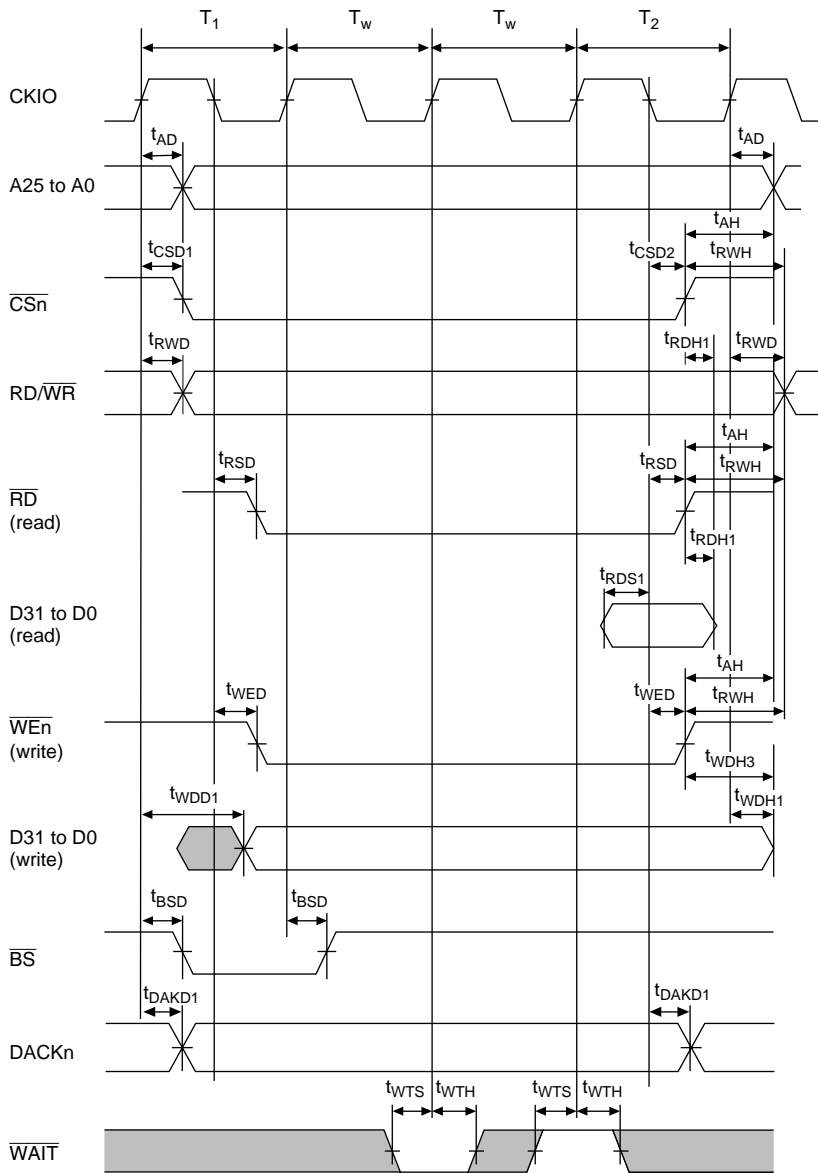 T1 Tw Tw T2
CKIO
tAD tAD
A25 to A0
tAH
tCSD1 tCSD2 tRWH
CSn
tRWD tRDH1 tRWD
RD/WR
tAH
tRSD tRSD tRWH
RD
(read)
tRDH1
tRDS1
D31 to D0
(read)
tAH
tWED tWED tRWH
WEn
(write)
tWDH3
tWDD1 tWDH1
D31 to D0
(write)
tBSD tBSD
BS
tDAKD1 tDAKD1
DACKn
tWTS tWTH tWTS tWTH
WAIT